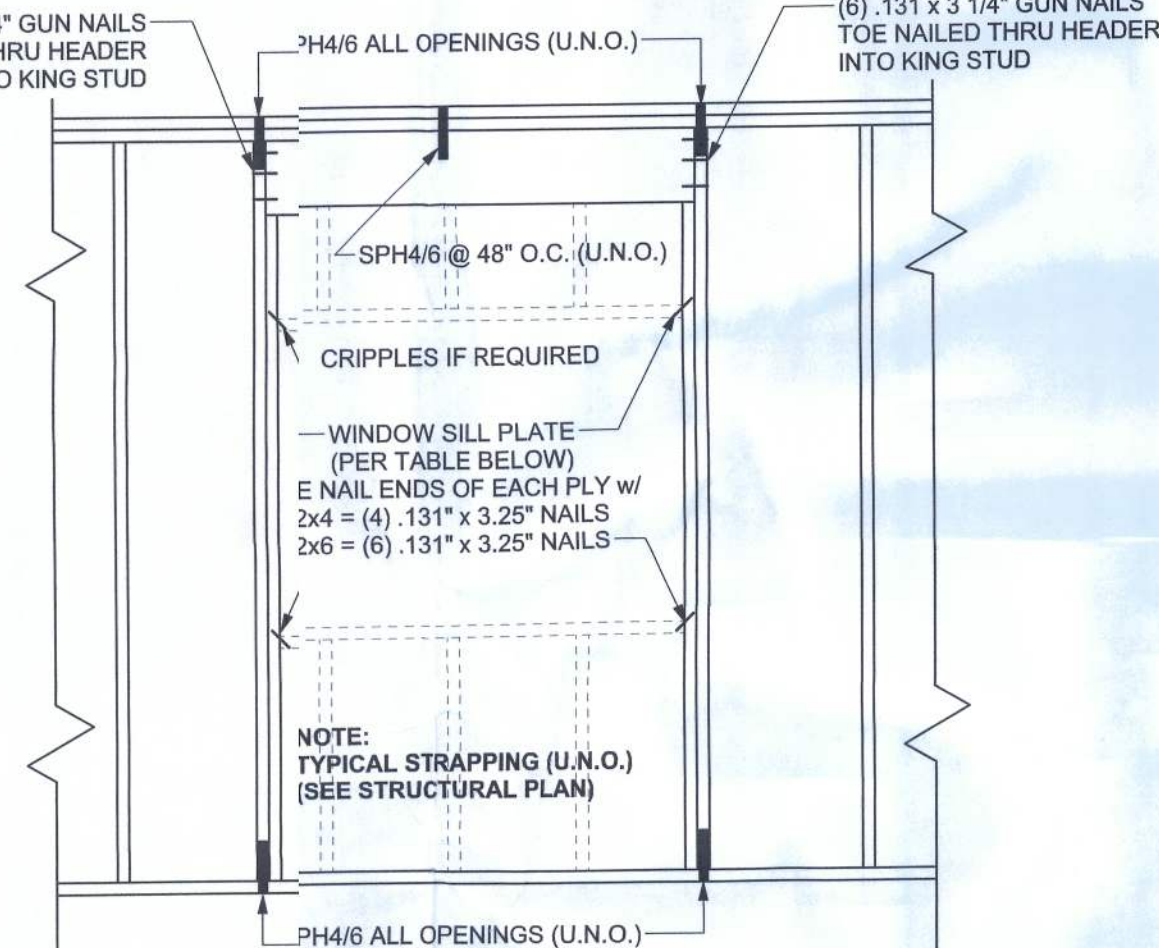 4" GUN NAILS
THRU HEADER
O KING STUD
PH4/6 ALL OPENINGS (U.N.O.)
(6) .131 x 3 1/4" GUN NAILS
TOE NAILED THRU HEADER
INTO KING STUD
SPH4/6 @ 48" O.C. (U.N.O.)
CRIPPLES IF REQUIRED
WINDOW SILL PLATE
(PER TABLE BELOW)
E NAIL ENDS OF EACH PLY w/
2x4 = (4) .131" x 3.25" NAILS
2x6 = (6) .131" x 3.25" NAILS
NOTE:
TYPICAL STRAPPING (U.N.O.)
(SEE STRUCTURAL PLAN)
PH4/6 ALL OPENINGS (U.N.O.)